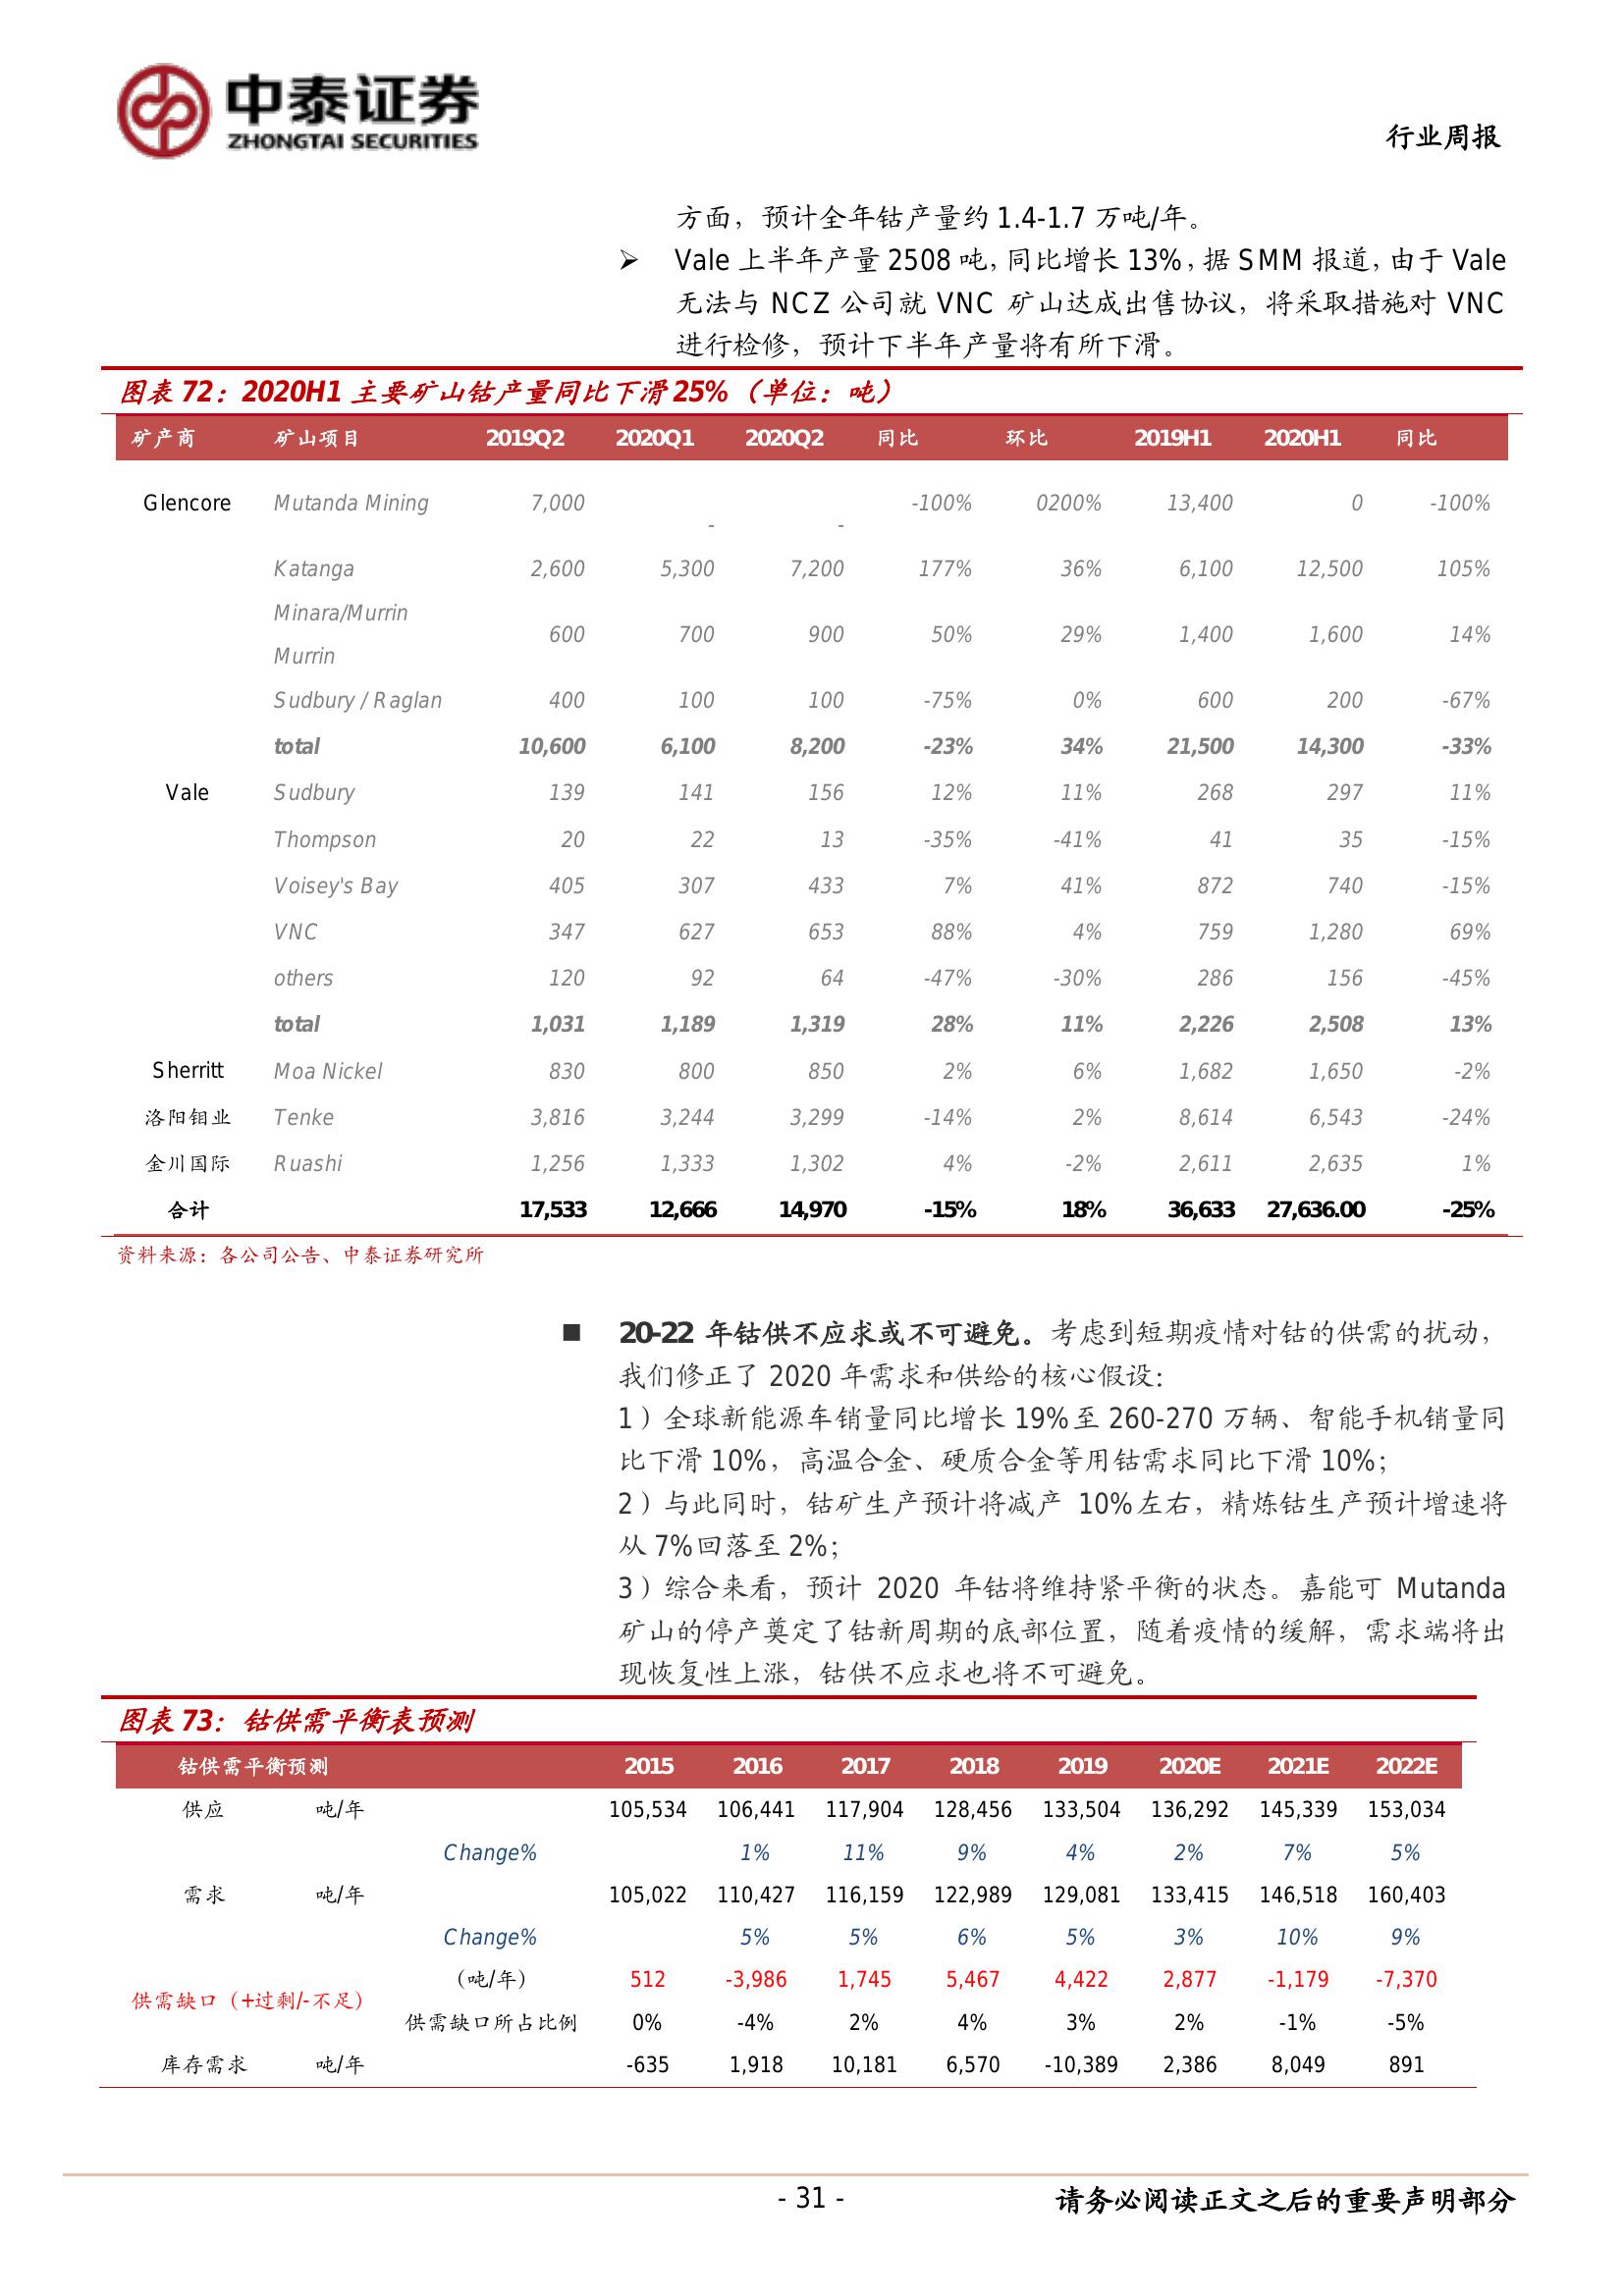 中泰证券
ZHONGTAI SECURITIES
行业周报
方面，预计全年钴产量约 1.4-1.7 万吨/年。
➢ Vale 上半年产量 2508 吨，同比增长 13%，据 SMM 报道，由于 Vale
无法与 NCZ 公司就 VNC 矿山达成出售协议，将采取措施对 VNC
进行检修，预计下半年产量将有所下滑。
图表 72：2020H1 主要矿山钴产量同比下滑 25%（单位：吨）
矿产商 矿山项目 2019Q2 2020Q1 2020Q2 同比 环比 2019H1 2020H1 同比
Glencore Mutanda Mining 7,000 - - -100% 0200% 13,400 0 -100%
Katanga 2,600 5,300 7,200 177% 36% 6,100 12,500 105%
Minara/Murrin
Murrin 600 700 900 50% 29% 1,400 1,600 14%
Sudbury / Raglan 400 100 100 -75% 0% 600 200 -67%
total 10,600 6,100 8,200 -23% 34% 21,500 14,300 -33%
Vale Sudbury 139 141 156 12% 11% 268 297 11%
Thompson 20 22 13 -35% -41% 41 35 -15%
Voisey's Bay 405 307 433 7% 41% 872 740 -15%
VNC 347 627 653 88% 4% 759 1,280 69%
others 120 92 64 -47% -30% 286 156 -45%
total 1,031 1,189 1,319 28% 11% 2,226 2,508 13%
Sherritt Moa Nickel 830 800 850 2% 6% 1,682 1,650 -2%
洛阳钼业 Tenke 3,816 3,244 3,299 -14% 2% 8,614 6,543 -24%
金川国际 Ruashi 1,256 1,333 1,302 4% -2% 2,611 2,635 1%
合计 17,533 12,666 14,970 -15% 18% 36,633 27,636.00 -25%
资料来源：各公司公告、中泰证券研究所
■ 20-22 年钴供不应求或不可避免。考虑到短期疫情对钴的供需的扰动，
我们修正了 2020 年需求和供给的核心假设：
1）全球新能源车销量同比增长 19%至 260-270 万辆、智能手机销量同
比下滑 10%，高温合金、硬质合金等用钴需求同比下滑 10%；
2）与此同时，钴矿生产预计将减产 10%左右，精炼钴生产预计增速将
从 7%回落至 2%；
3）综合来看，预计 2020 年钴将维持紧平衡的状态。嘉能可 Mutanda
矿山的停产奠定了钴新周期的底部位置，随着疫情的缓解，需求端将出
现恢复性上涨，钴供不应求也将不可避免。
图表 73：钴供需平衡表预测
钴供需平衡预测 2015 2016 2017 2018 2019 2020E 2021E 2022E
供应 吨/年 105,534 106,441 117,904 128,456 133,504 136,292 145,339 153,034
Change% 1% 11% 9% 4% 2% 7% 5%
需求 吨/年 105,022 110,427 116,159 122,989 129,081 133,415 146,518 160,403
Change% 5% 5% 6% 5% 3% 10% 9%
供需缺口（+过剩/-不足） （吨/年） 512 -3,986 1,745 5,467 4,422 2,877 -1,179 -7,370
供需缺口所占比例 0% -4% 2% 4% 3% 2% -1% -5%
库存需求 吨/年 -635 1,918 10,181 6,570 -10,389 2,386 8,049 891
- 31 -
请务必阅读正文之后的重要声明部分